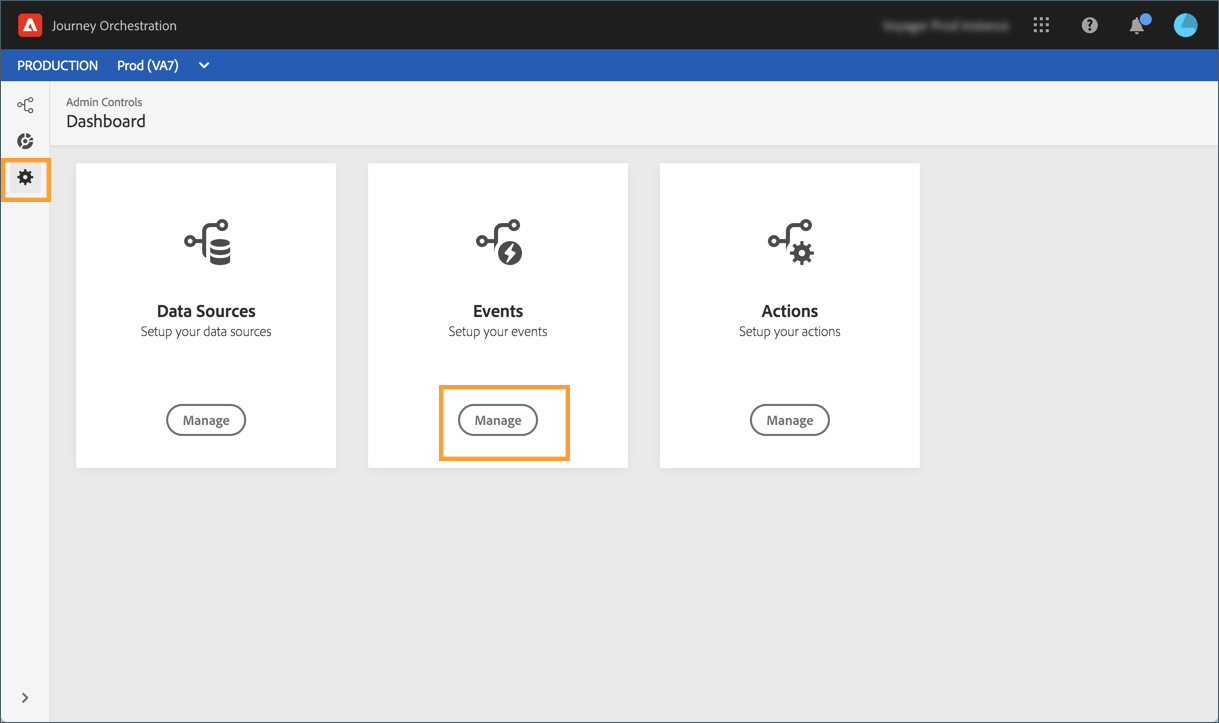 Journey Orchestration
PRODUCTION Prod (VA7)
Admin Controls
Dashboard
Data Sources
Setup your data sources
Manage
Events
Setup your events
Manage
Actions
Setup your actions
Manage